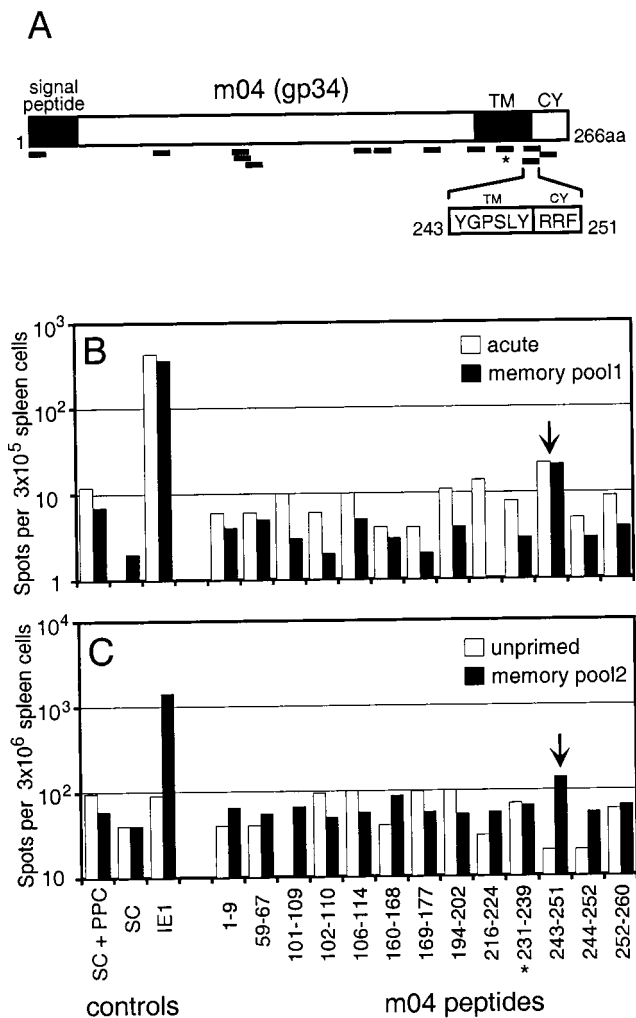 A
signal peptide
m04 (gp34)
TM CY
1
266aa
*
TM CY
243 YGPSLY RRF 251
B
acute
memory pool1
Spots per 3x10⁵ spleen cells
10³
10²
10
1
C
unprimed
memory pool2
Spots per 3x10⁶ spleen cells
10⁴
10³
10²
10
SC + PPC
SC
IE1
1-9
59-67
101-109
102-110
106-114
160-168
169-177
194-202
216-224
* 231-239
243-251
244-252
252-260
controls
m04 peptides